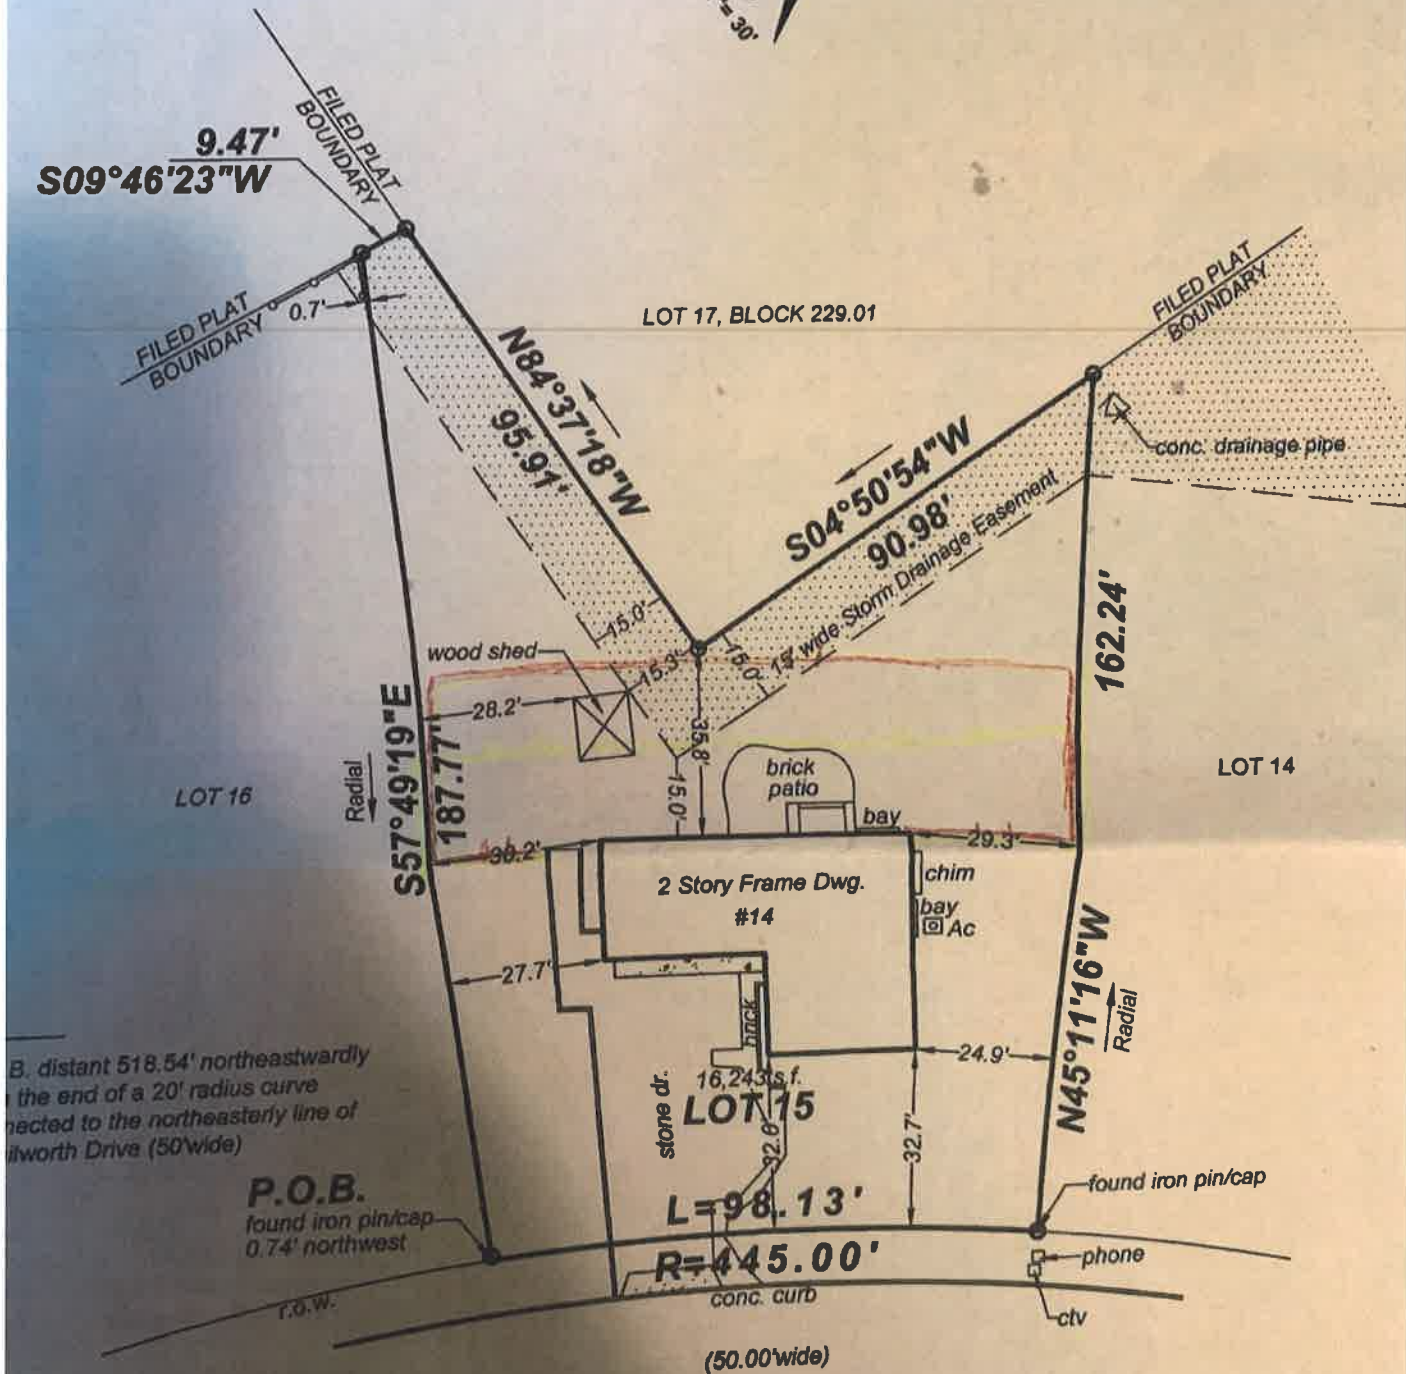 = 30'
FILED PLAT
BOUNDARY
9.47'
S09°46'23"W
FILED PLAT
BOUNDARY
0.7'
LOT 17, BLOCK 229.01
FILED PLAT
BOUNDARY
N84°37'18"W
95.91'
S04°50'54"W
90.98'
15' wide Storm Drainage Easement
conc. drainage pipe
162.24'
15.0'
wood shed
15.3'
15.0'
28.2'
35.8'
S57°49'19"E
187.77'
Radial
LOT 16
brick
patio
LOT 14
15.0'
bay
30.2'
29.3'
2 Story Frame Dwg.
#14
chim
bay
Ac
27.7'
brick
N45°11'16"W
Radial
24.9'
B. distant 518.54' northeastwardly
the end of a 20' radius curve
nected to the northeasterly line of
ilworth Drive (50'wide)
16,243 s.f.
LOT 15
stone dr.
32.7'
P.O.B.
found iron pin/cap
0.74' northwest
found iron pin/cap
L=98.13'
R=445.00'
phone
r.o.w.
conc. curb
ctv
(50.00'wide)